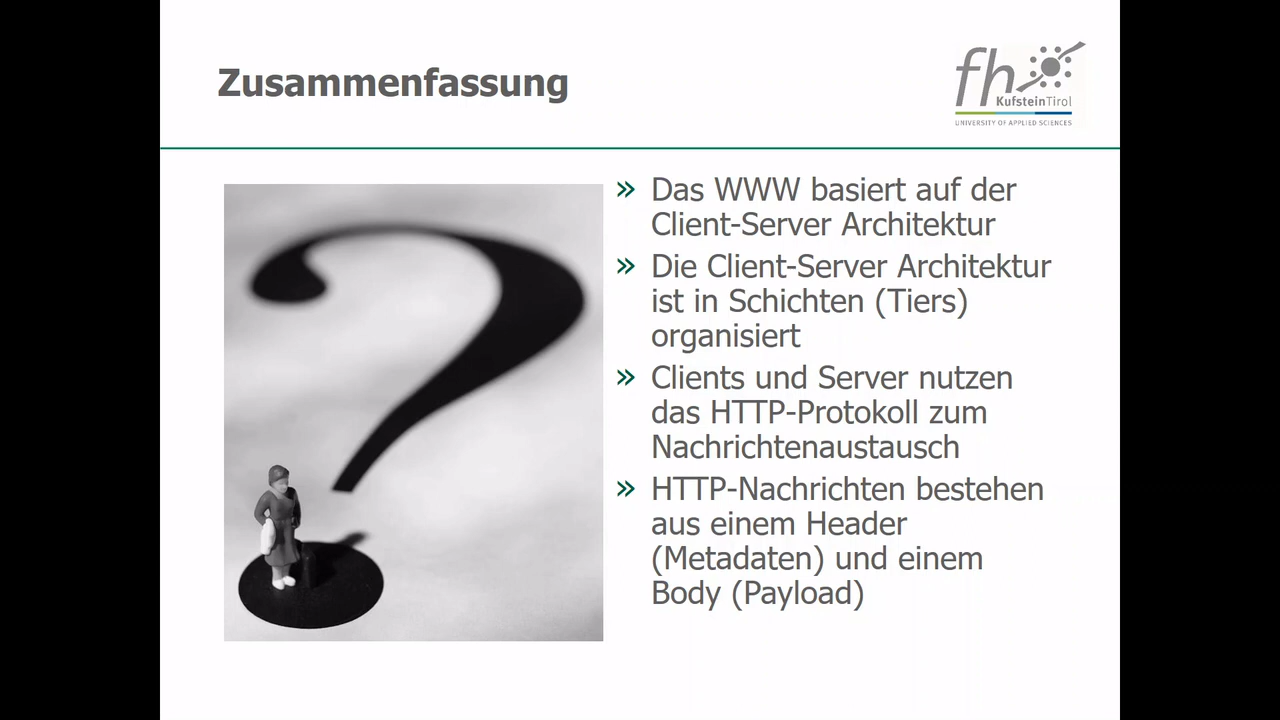 Zusammenfassung
fh
KufsteinTirol
UNIVERSITY OF APPLIED SCIENCES
» Das WWW basiert auf der
Client-Server Architektur
» Die Client-Server Architektur
ist in Schichten (Tiers)
organisiert
» Clients und Server nutzen
das HTTP-Protokoll zum
Nachrichtenaustausch
» HTTP-Nachrichten bestehen
aus einem Header
(Metadaten) und einem
Body (Payload)